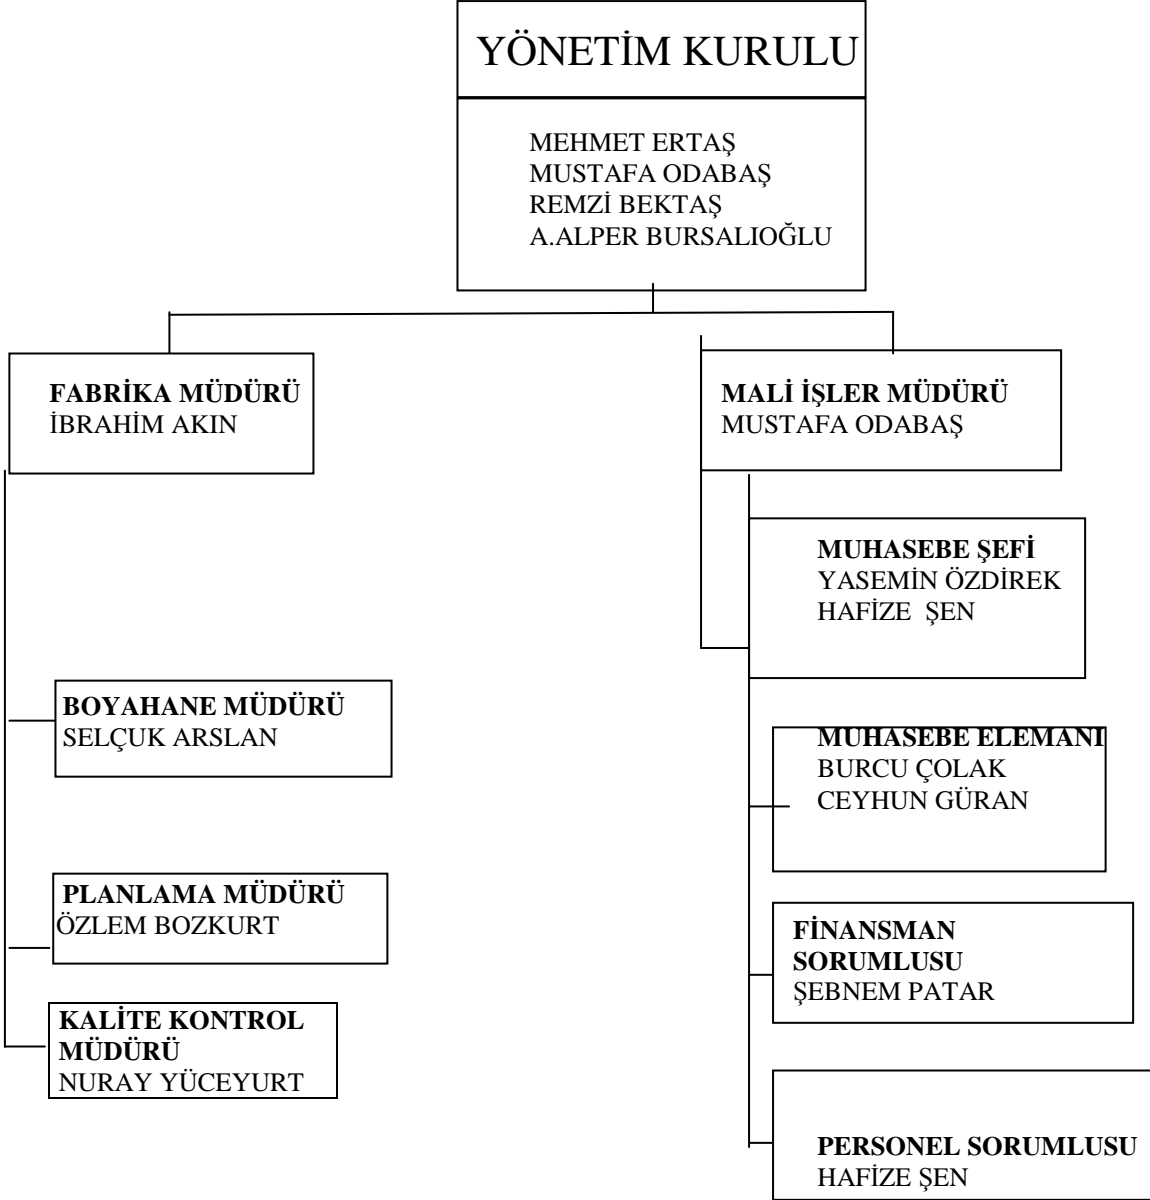 YÖNETİM KURULU
MEHMET ERTAŞ
MUSTAFA ODABAŞ
REMZİ BEKTAŞ
A.ALPER BURSALIOĞLU
FABRİKA MÜDÜRÜ
İBRAHİM AKIN
BOYAHANE MÜDÜRÜ
SELÇUK ARSLAN
PLANLAMA MÜDÜRÜ
ÖZLEM BOZKURT
KALİTE KONTROL
MÜDÜRÜ
NURAY YÜCEYURT
MALİ İŞLER MÜDÜRÜ
MUSTAFA ODABAŞ
MUHASEBE ŞEFİ
YASEMİN ÖZDİREK
HAFİZE ŞEN
MUHASEBE ELEMANI
BURCU ÇOLAK
CEYHUN GÜRAN
FİNANSMAN
SORUMLUSU
ŞEBNEM PATAR
PERSONEL SORUMLUSU
HAFİZE ŞEN